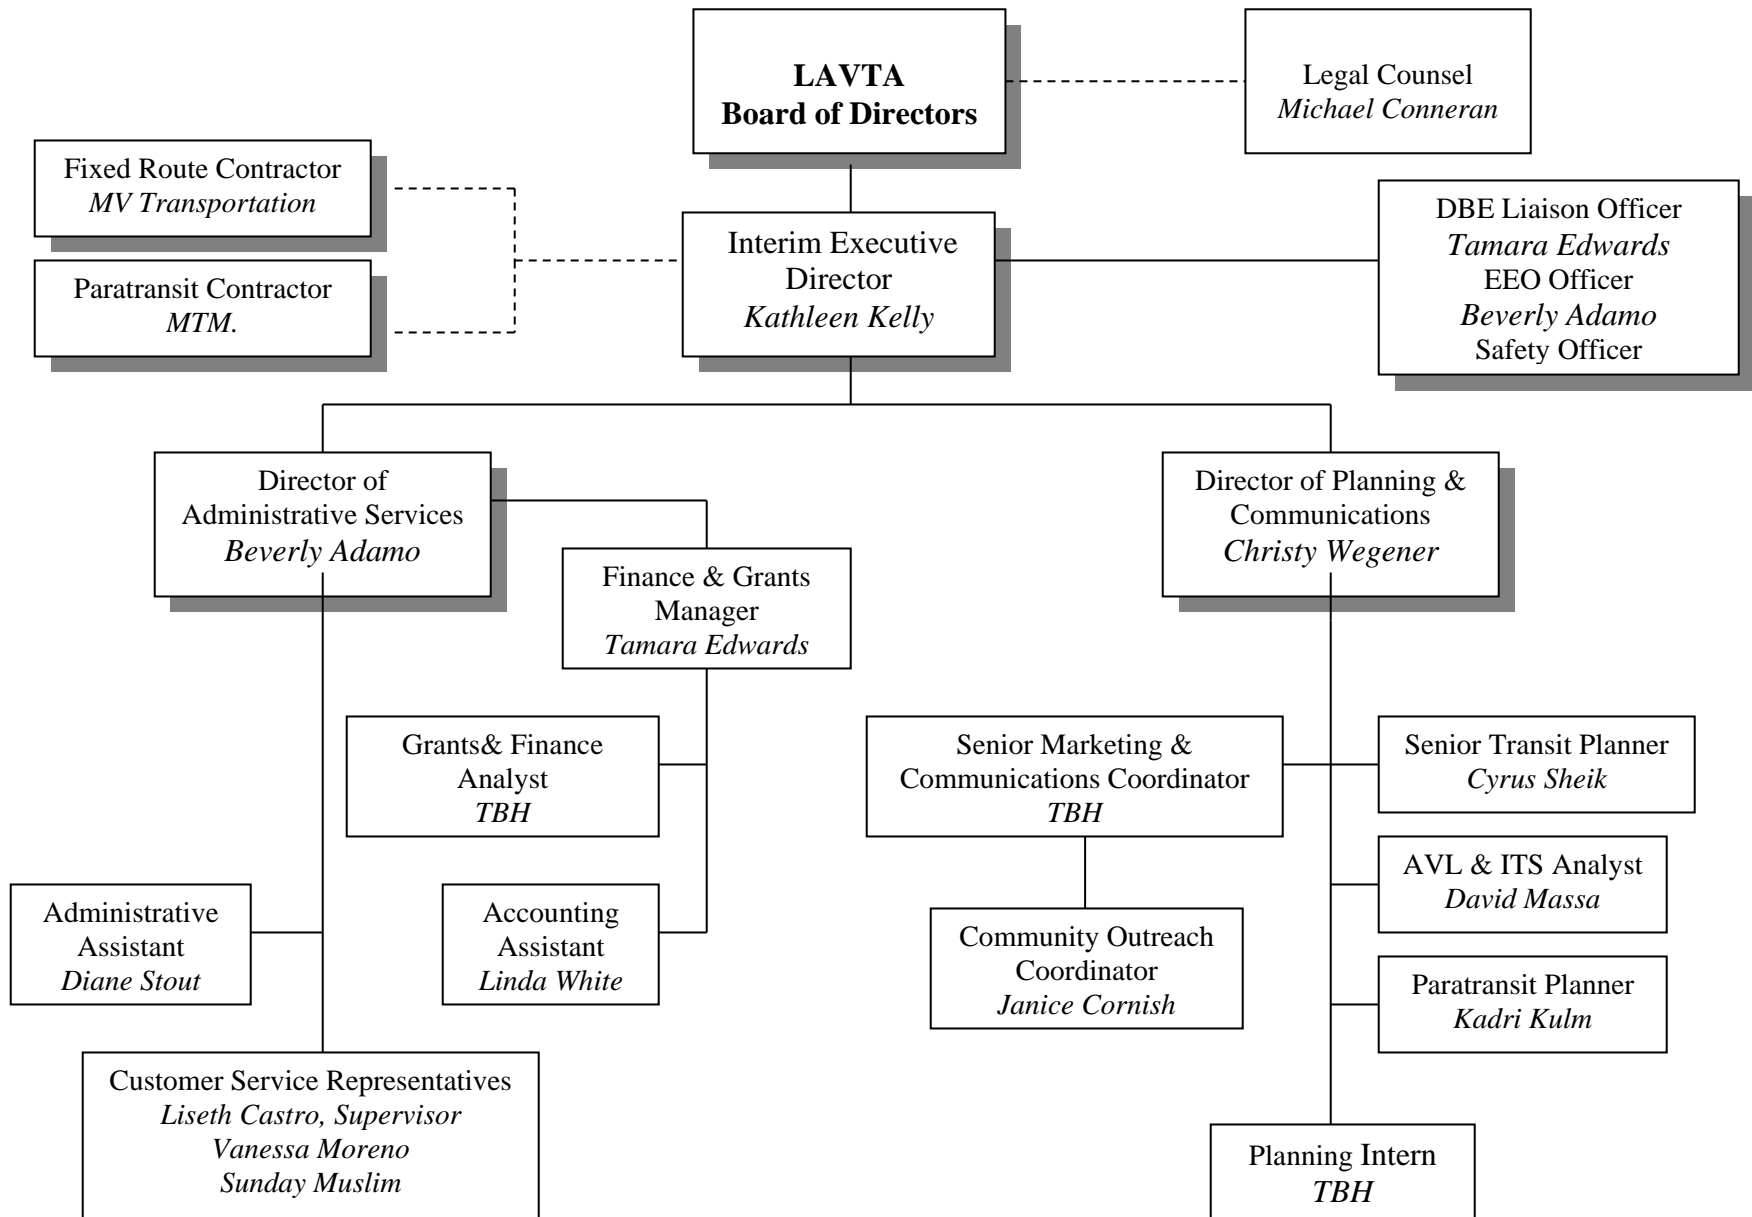 LAVTA
Board of Directors
Legal Counsel
Michael Conneran
Fixed Route Contractor
MV Transportation
Paratransit Contractor
MTM.
Interim Executive
Director
Kathleen Kelly
DBE Liaison Officer
Tamara Edwards
EEO Officer
Beverly Adamo
Safety Officer
Director of
Administrative Services
Beverly Adamo
Director of Planning &
Communications
Christy Wegener
Finance & Grants
Manager
Tamara Edwards
Grants& Finance
Analyst
TBH
Senior Marketing &
Communications Coordinator
TBH
Senior Transit Planner
Cyrus Sheik
AVL & ITS Analyst
David Massa
Administrative
Assistant
Diane Stout
Accounting
Assistant
Linda White
Community Outreach
Coordinator
Janice Cornish
Paratransit Planner
Kadri Kulm
Customer Service Representatives
Liseth Castro, Supervisor
Vanessa Moreno
Sunday Muslim
Planning Intern
TBH